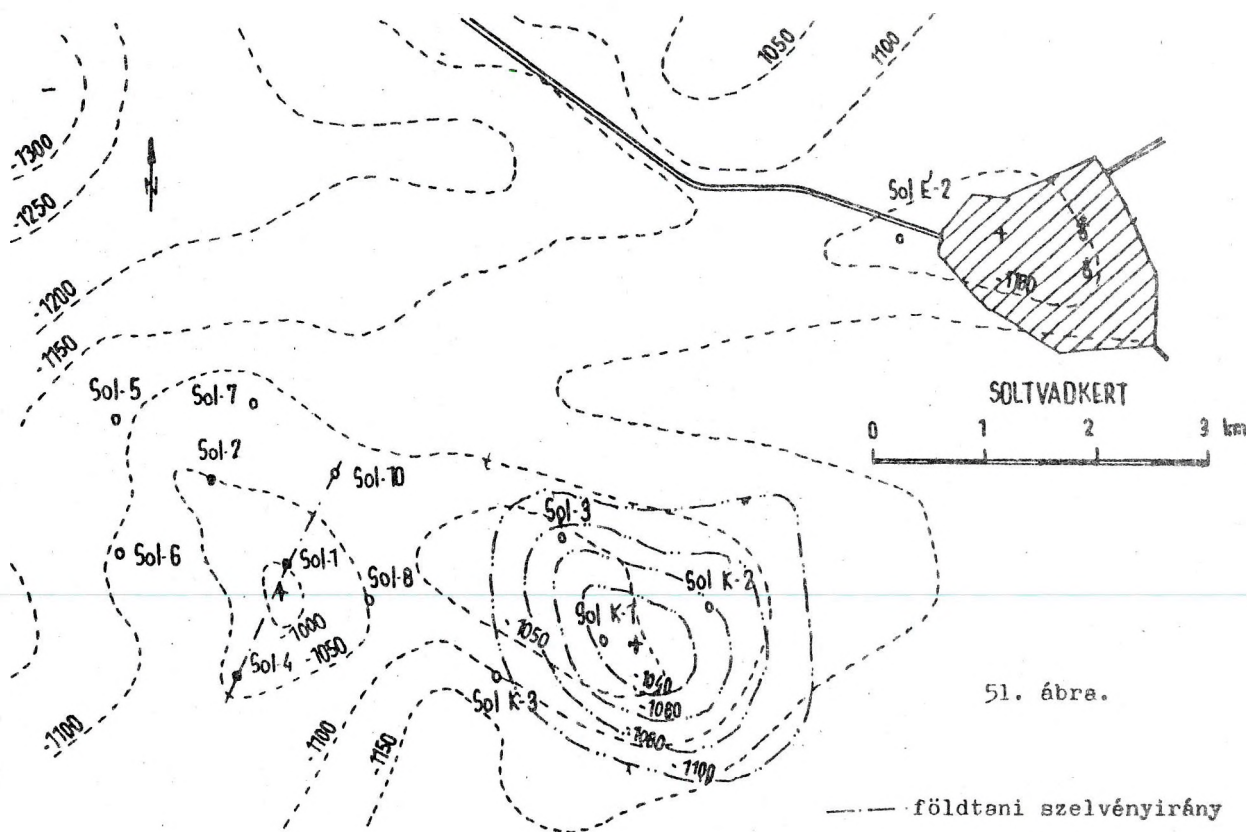 1050
1100
-1300
-1250
N
Sol É-2
-1200
-1150
SOLTVADKERT
0 1 2 3 km
Sol-5
Sol-7
Sol-2
Sol-10
Sol-3
Sol-6
Sol-1
Sol-8
Sol K-2
Sol K-1
-1000
-1050
-1050
Sol-4
Sol K-3
-1040
-1060
-1080
-1100
-1100
-1100
-1150
51. ábra.
földtani szelvényirány